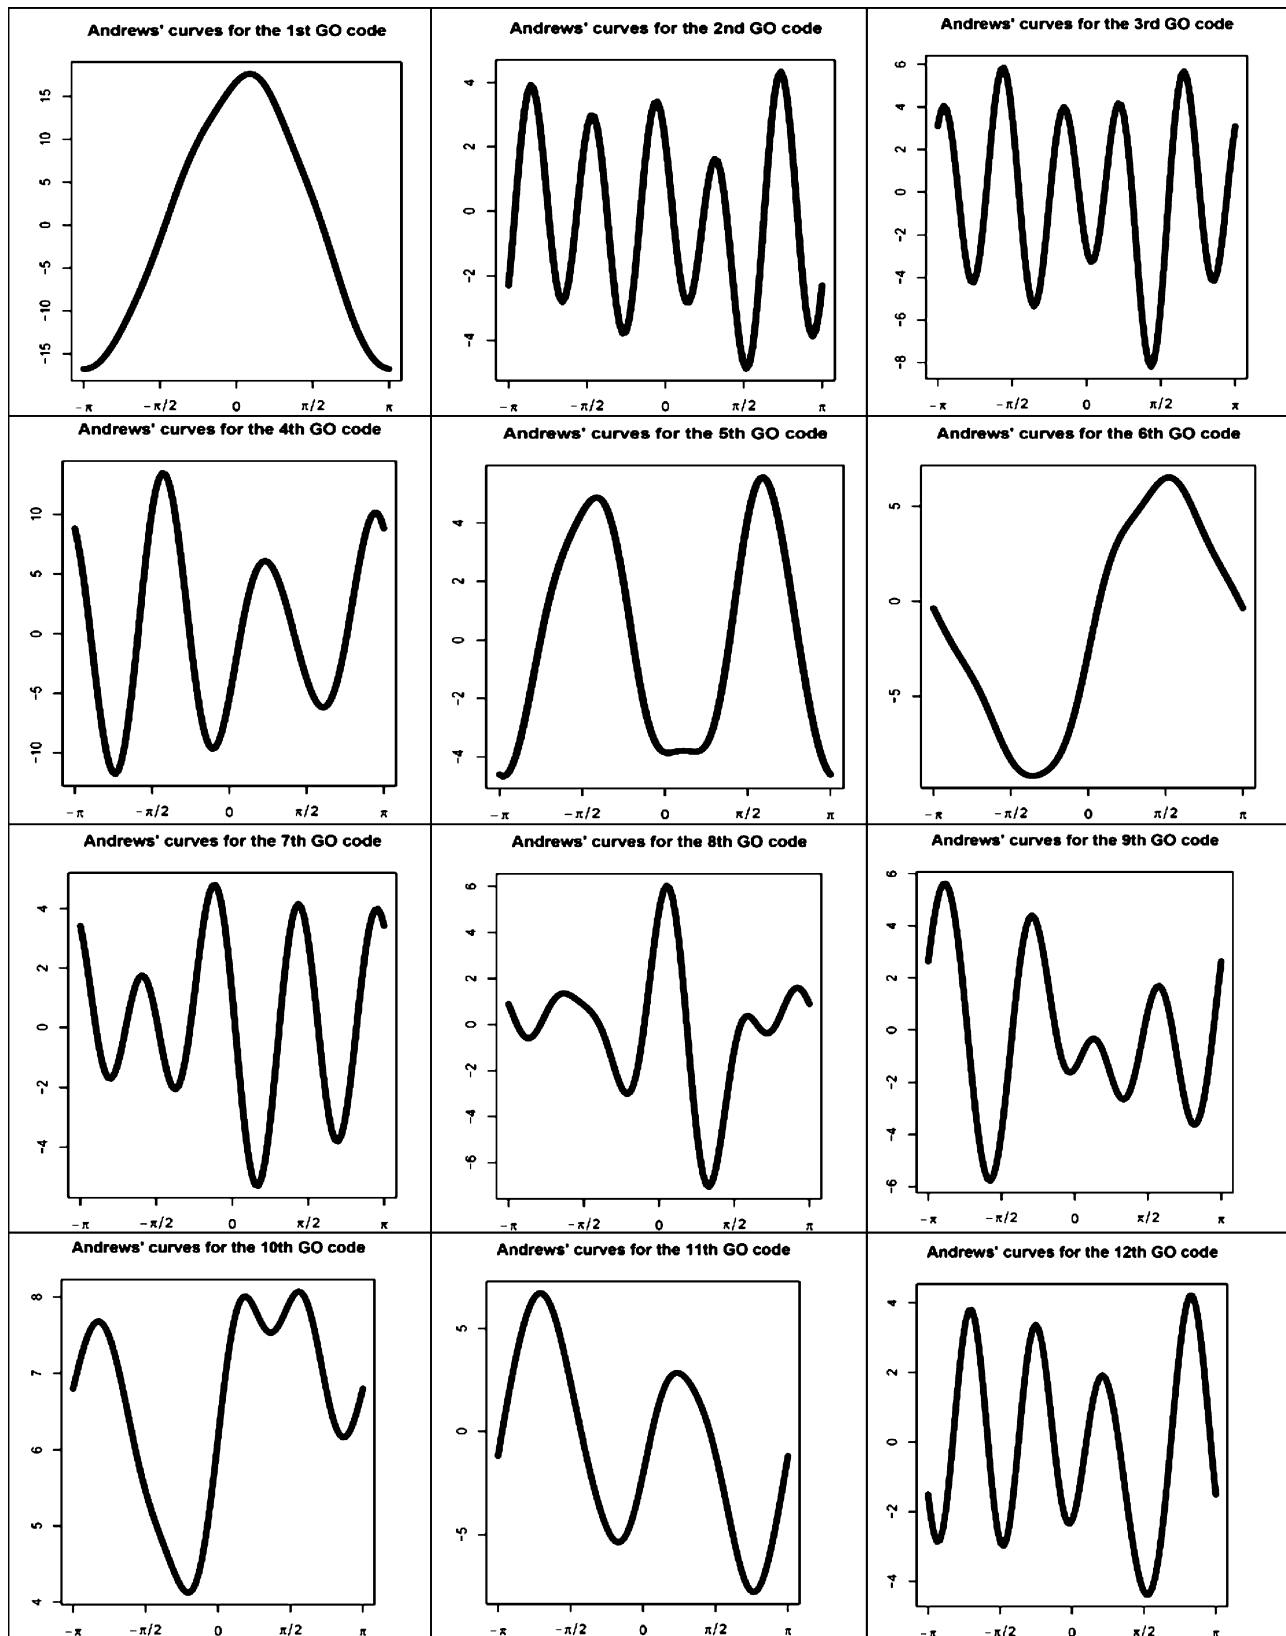 Andrews' curves for the 1st GO code
15
10
5
0
-5
-10
-15
-π -π/2 0 π/2 π
Andrews' curves for the 2nd GO code
4
2
0
-2
-4
-π -π/2 0 π/2 π
Andrews' curves for the 3rd GO code
6
4
2
0
-2
-4
-6
-8
-π -π/2 0 π/2 π
Andrews' curves for the 4th GO code
10
5
0
-5
-10
-π -π/2 0 π/2 π
Andrews' curves for the 5th GO code
4
2
0
-2
-4
-π -π/2 0 π/2 π
Andrews' curves for the 6th GO code
5
0
-5
-π -π/2 0 π/2 π
Andrews' curves for the 7th GO code
4
2
0
-2
-4
-π -π/2 0 π/2 π
Andrews' curves for the 8th GO code
6
4
2
0
-2
-4
-6
-π -π/2 0 π/2 π
Andrews' curves for the 9th GO code
6
4
2
0
-2
-4
-6
-π -π/2 0 π/2 π
Andrews' curves for the 10th GO code
8
7
6
5
4
-π -π/2 0 π/2 π
Andrews' curves for the 11th GO code
5
0
-5
-π -π/2 0 π/2 π
Andrews' curves for the 12th GO code
4
2
0
-2
-4
-π -π/2 0 π/2 π